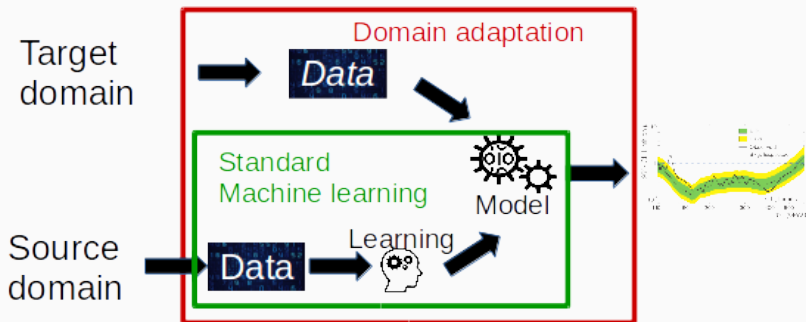 Target
domain
Data
Domain adaptation
Standard
Machine learning
Model
Source
domain
Data
Learning